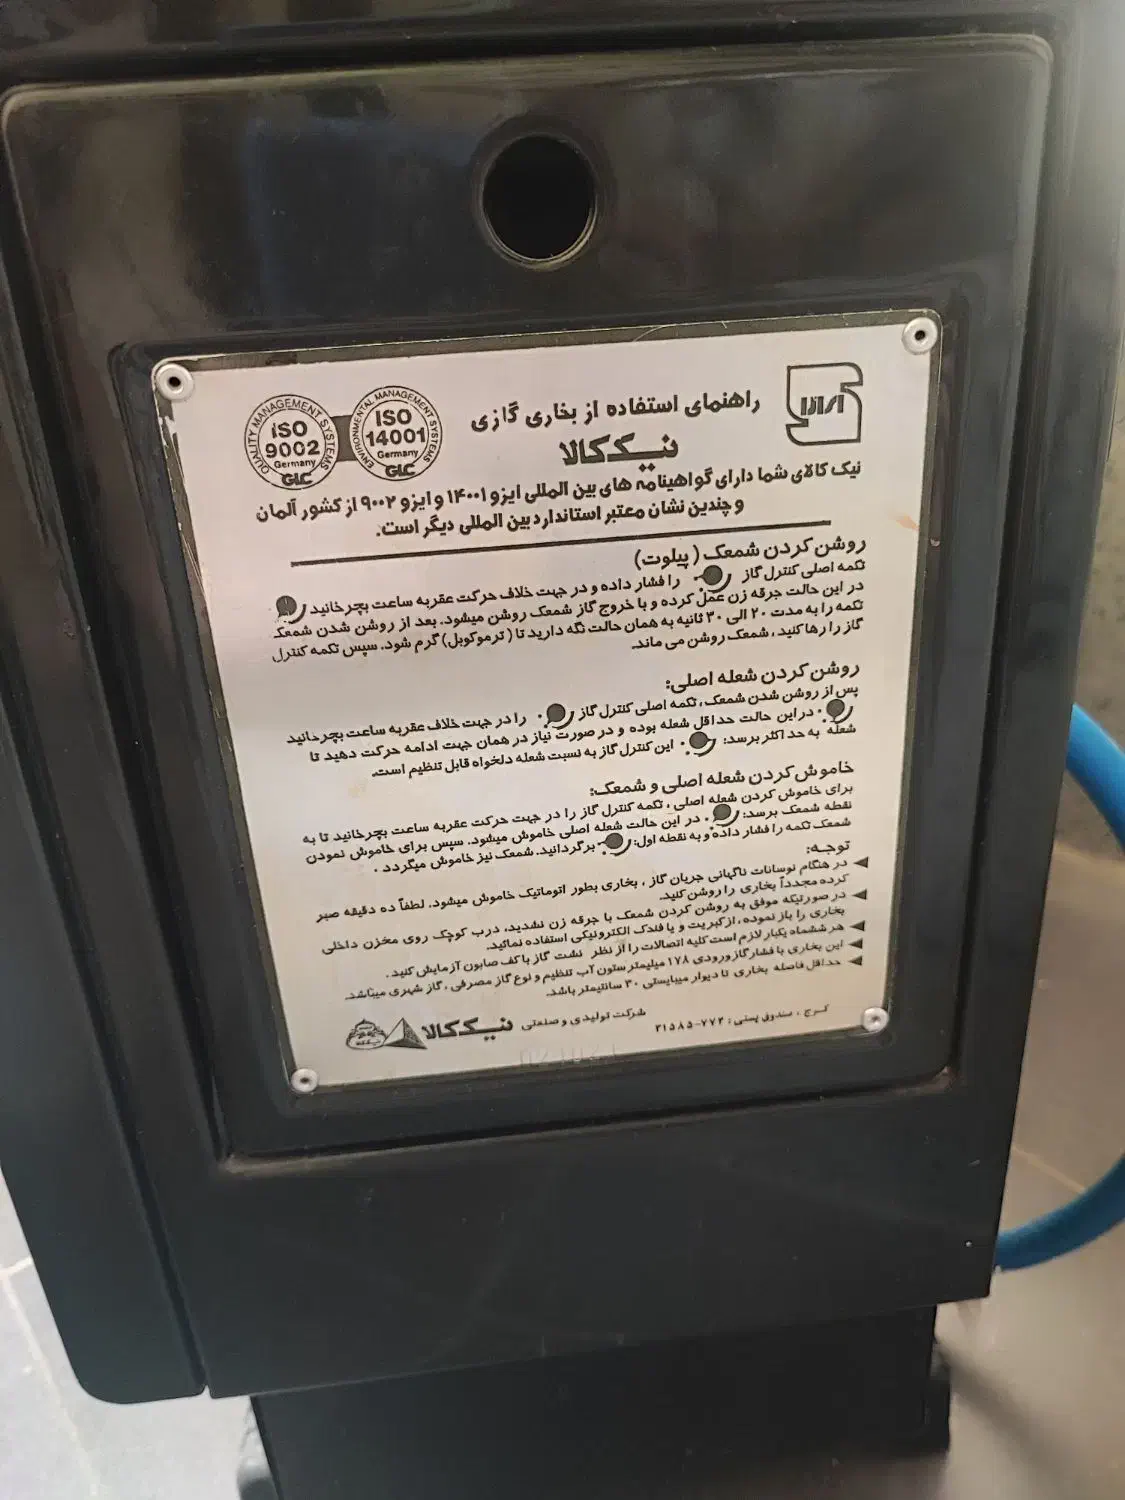 راهنمای استفاده از بخاری گازی
نیک کالا
QUALITY MANAGEMENT SYSTEMS
ISO
9002
Germany
GLC
ENVIRONMENTAL MANAGEMENT SYSTEMS
ISO
14001
Germany
GLC
نیک کالای شما دارای گواهینامه های بین المللی ایزو ۱۴۰۰۱ و ایزو ۹۰۰۲ از کشور آلمان
و چندین نشان معتبر استاندارد بین المللی دیگر است.
روشن کردن شمعک ( پیلوت)
تکمه اصلی کنترل گاز را فشار داده و در جهت خلاف حرکت عقربه ساعت بچرخانید
در این حالت جرقه زن عمل کرده و با خروج گاز شمعک روشن میشود. بعد از روشن شدن شمعک
تکمه را به مدت ۲۰ الی ۳۰ ثانیه به همان حالت نگه دارید تا ( ترموکوپل) گرم شود. سپس تکمه کنترل
گاز را رها کنید ، شمعک روشن می ماند.
روشن کردن شعله اصلی:
پس از روشن شدن شمعک، تکمه اصلی کنترل گاز را در جهت خلاف عقربه ساعت بچرخانید
در این حالت حداقل شعله بوده و در صورت نیاز در همان جهت ادامه حرکت دهید تا
شعله به حداکثر برسد: این کنترل گاز به نسبت شعله دلخواه قابل تنظیم است.
خاموش کردن شعله اصلی و شمعک:
برای خاموش کردن شعله اصلی ، تکمه کنترل گاز را در جهت حرکت عقربه ساعت بچرخانید تا به
نقطه شمعک برسد: در این حالت شعله اصلی خاموش میشود. سپس برای خاموش نمودن
شمعک تکمه را فشار داده و به نقطه اول: برگردانید. شمعک نیز خاموش میگردد .
توجه:
در هنگام نوسانات ناگهانی جریان گاز ، بخاری بطور اتوماتیک خاموش میشود. لطفاً ده دقیقه صبر
کرده مجدداً بخاری را روشن کنید.
در صورتیکه موفق به روشن کردن شمعک با جرقه زن نشدید، درب کوچک روی مخزن داخلی
بخاری را باز نموده ، از کبریت و یا فندک الکترونیکی استفاده نمائید.
هر ششماه یکبار لازم است کلیه اتصالات را از نظر نشت گاز با کف صابون آزمایش کنید .
این بخاری با فشار گاز ورودی ۱۷۸ میلیمتر ستون آب تنظیم و نوع گاز مصرفی ، گاز شهری میباشد.
حداقل فاصله بخاری تا دیوار میبایستی ۳۰ سانتیمتر باشد.
کرج ، صندوق پستی : ۷۷۲-۳۱۵۸۵
شرکت تولیدی و صنعتی نیک کالا